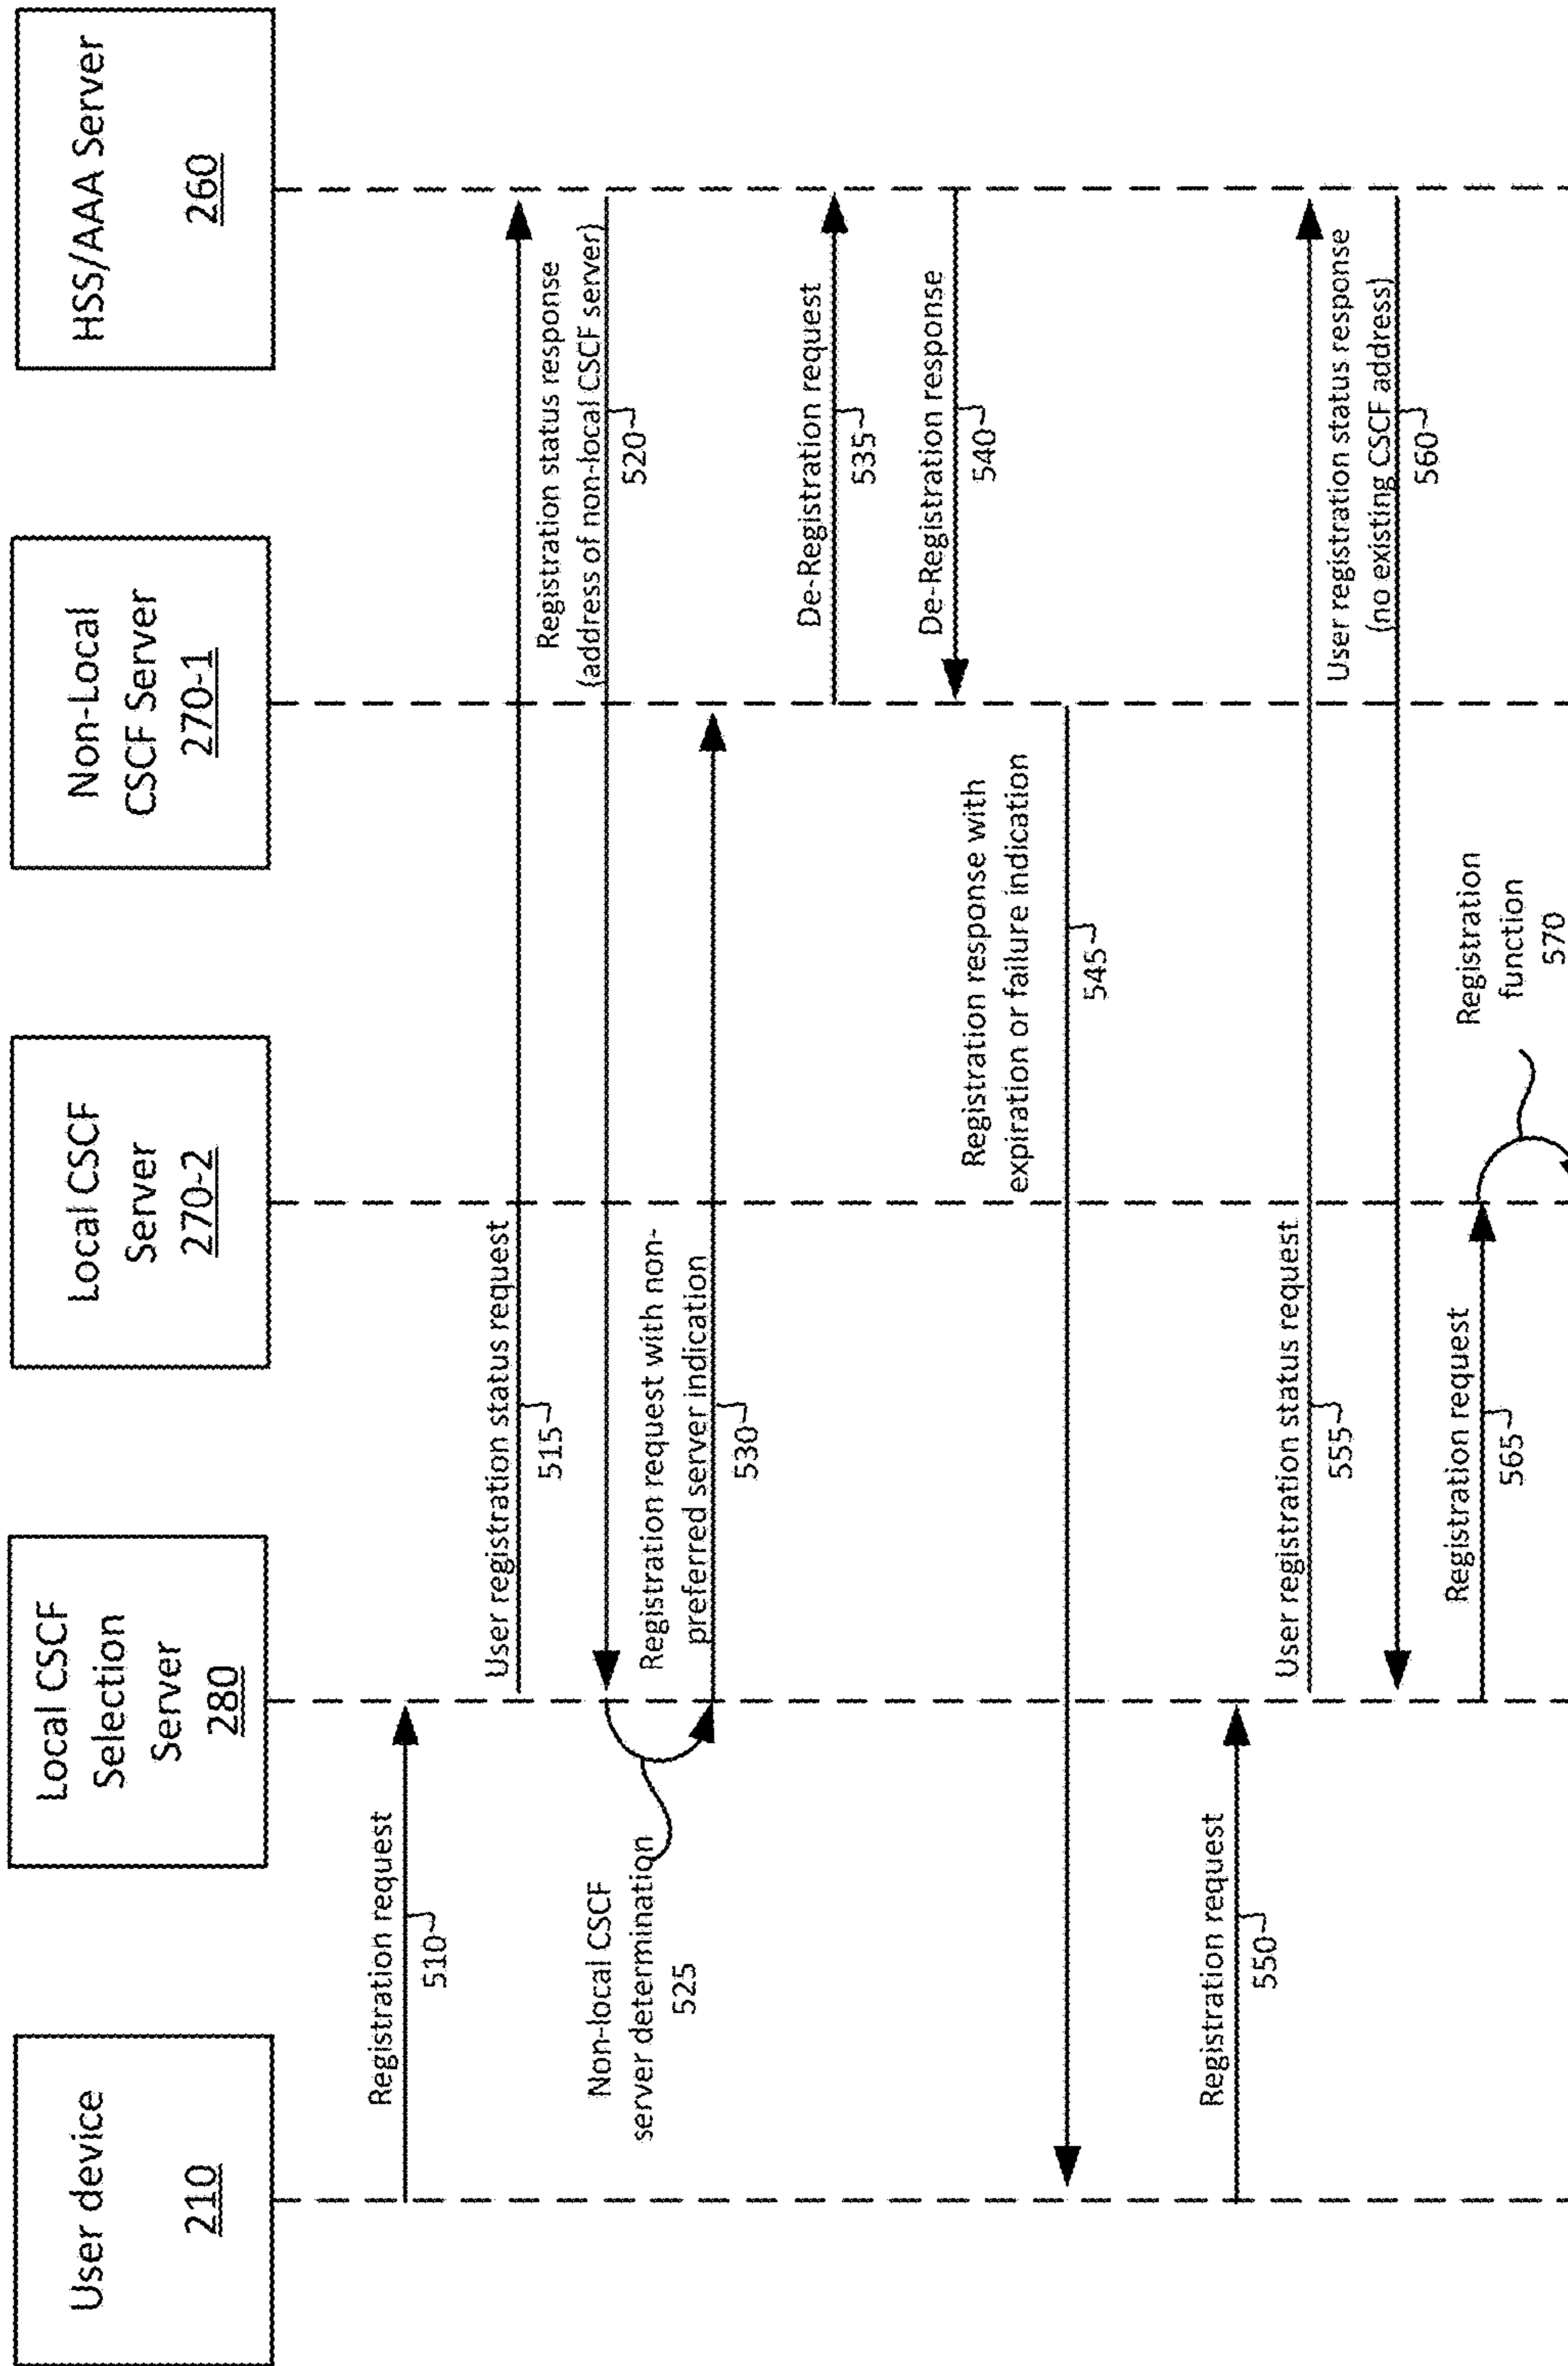 User device
210
Local CSCF
Selection
Server
280
Local CSCF
Server
270-2
Non-Local
CSCF Server
270-1
HSS/AAA Server
260
Registration request
510
User registration status request
515
Registration status response
(address of non-local CSCF server)
520
Non-local CSCF
server determination
525
Registration request with non-
preferred server indication
530
De-Registration request
535
De-Registration response
540
Registration response with
expiration or failure indication
545
Registration request
550
User registration status request
555
User registration status response
(no existing CSCF address)
560
Registration request
565
Registration
function
570